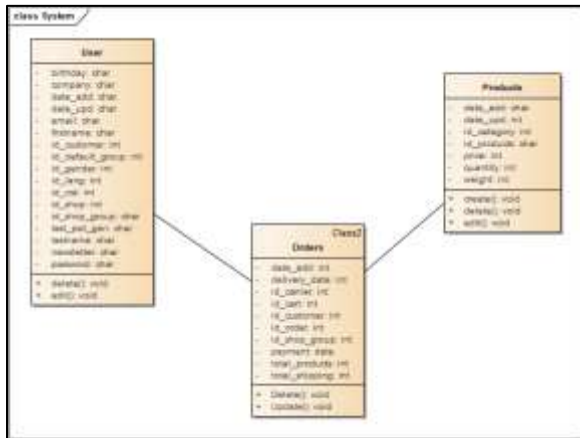 class System
User
- birthday: char
- company: char
- date_add: char
- date_upd: char
- email: char
- firstname: char
- id_customer: int
- id_default_group: int
- id_gender: int
- id_lang: int
- id_risk: int
- id_shop: int
- id_shop_group: char
- last_pwd_gen: char
- lastname: char
- newsletter: char
- password: char
+ delete(): void
+ edit(): void
Class2
Orders
- date_add: int
- delivery_date: int
- id_carrier: int
- id_cart: int
- id_customer: int
- id_order: int
- id_shop_group: int
- payment: date
- total_products: int
- total_shipping: int
+ Delete(): void
+ Update(): void
Products
- date_add: char
- date_upd: int
- id_category: int
- id_products: char
- price: int
- quantity: int
- weight: int
+ create(): void
+ delete(): void
+ edit(): void